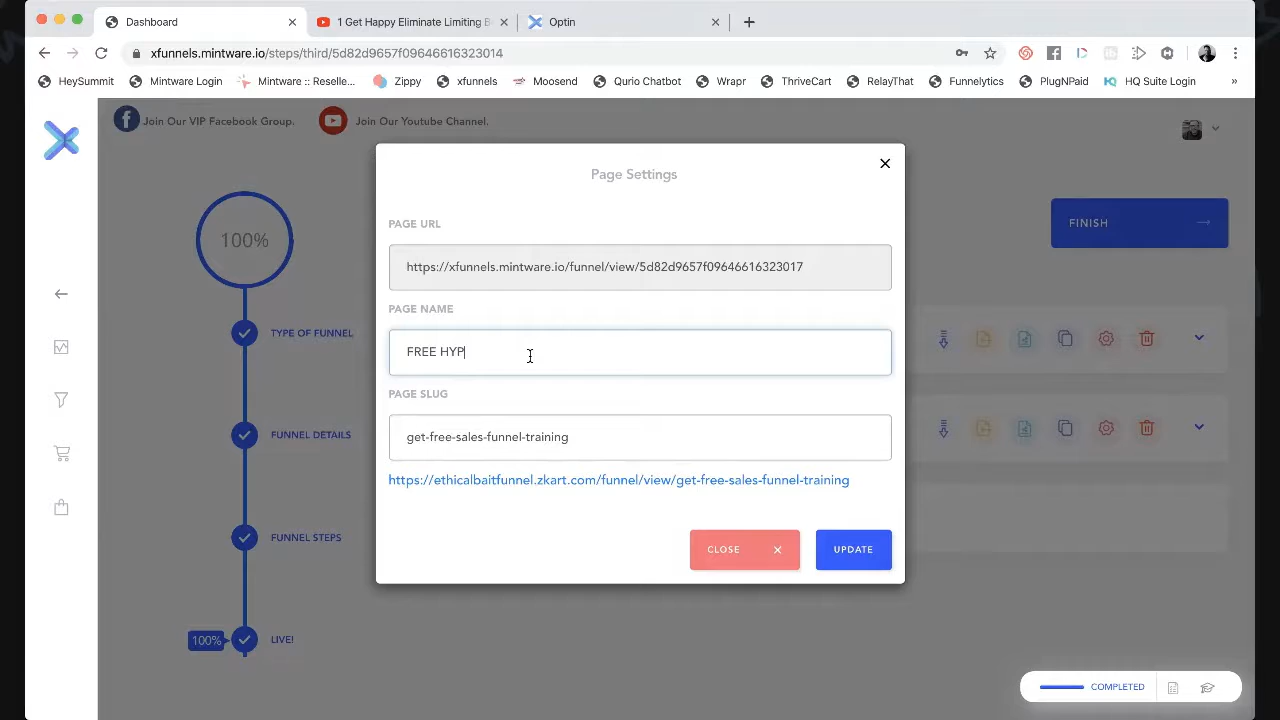 Dashboard
1 Get Happy Eliminate Limiting B
Optin
xfunnels.mintware.io/steps/third/5d82d9657f09646616323014
HeySummit
Mintware Login
Mintware :: Reselle...
Zippy
xfunnels
Moosend
Qurio Chatbot
Wrapr
ThriveCart
RelayThat
Funnelytics
PlugNPaid
HQ Suite Login
»
Join Our VIP Facebook Group.
Join Our Youtube Channel.
Page Settings
PAGE URL
https://xfunnels.mintware.io/funnel/view/5d82d9657f09646616323017
PAGE NAME
FREE HYP
PAGE SLUG
get-free-sales-funnel-training
https://ethicalbaitfunnel.zkart.com/funnel/view/get-free-sales-funnel-training
CLOSE
UPDATE
100%
TYPE OF FUNNEL
FUNNEL DETAILS
FUNNEL STEPS
100%
LIVE!
FINISH
COMPLETED